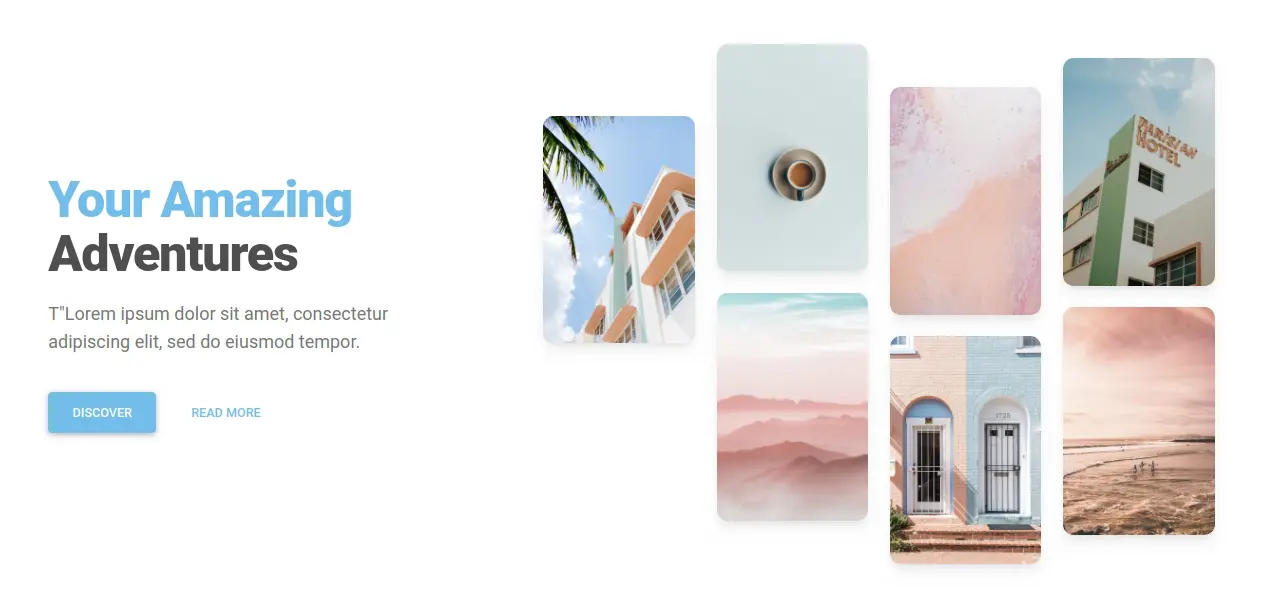 Your Amazing
Adventures
T"Lorem ipsum dolor sit amet, consectetur
adipiscing elit, sed do eiusmod tempor.
DISCOVER
READ MORE
PARISIAN
HOTEL
1728